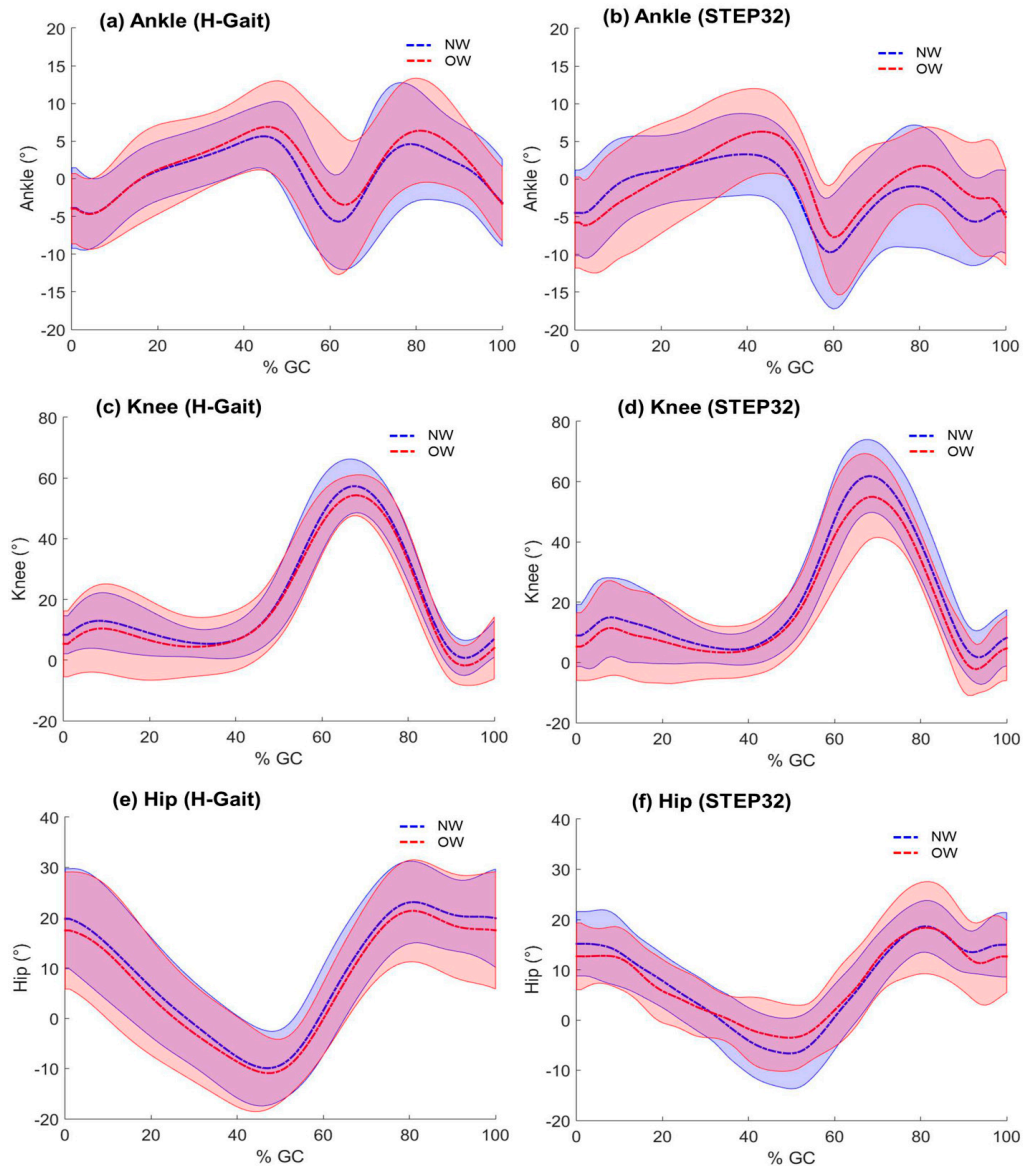 (a) Ankle (H-Gait)
NW
OW
Ankle (°)
20
15
10
5
0
-5
-10
-15
-20
0 20 40 60 80 100
% GC
(b) Ankle (STEP32)
NW
OW
Ankle (°)
20
15
10
5
0
-5
-10
-15
-20
0 20 40 60 80 100
% GC
(c) Knee (H-Gait)
NW
OW
Knee (°)
80
60
40
20
0
-20
0 20 40 60 80 100
% GC
(d) Knee (STEP32)
NW
OW
Knee (°)
80
60
40
20
0
-20
0 20 40 60 80 100
% GC
(e) Hip (H-Gait)
NW
OW
Hip (°)
40
30
20
10
0
-10
-20
0 20 40 60 80 100
% GC
(f) Hip (STEP32)
NW
OW
Hip (°)
40
30
20
10
0
-10
-20
0 20 40 60 80 100
% GC